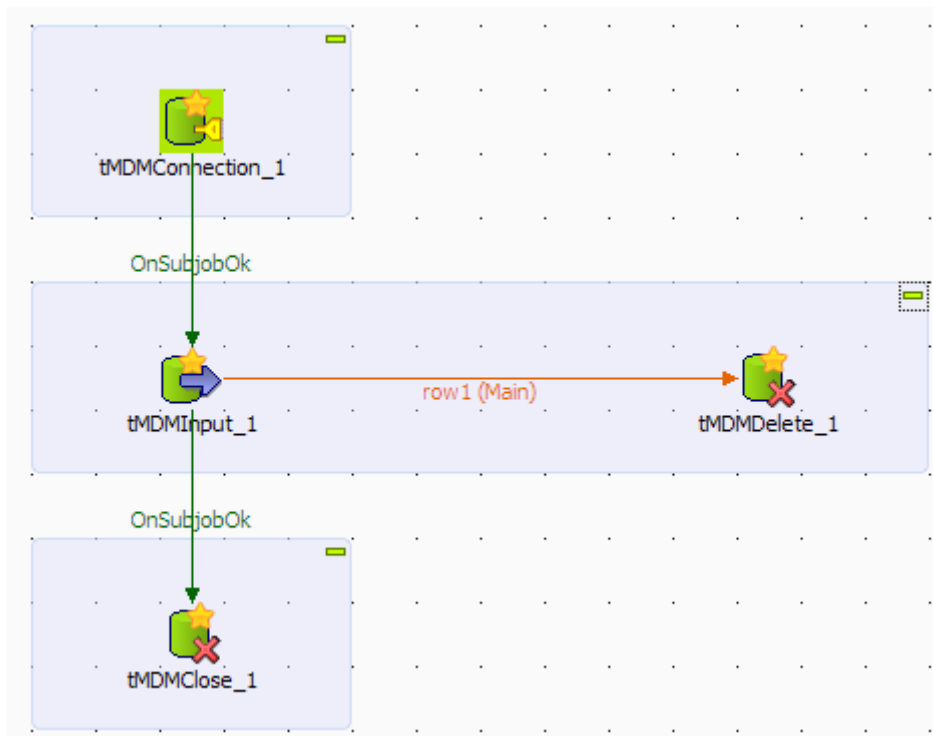 tMDMConnection_1
OnSubjobOk
row1 (Main)
tMDMInput_1
tMDMDelete_1
OnSubjobOk
tMDMClose_1